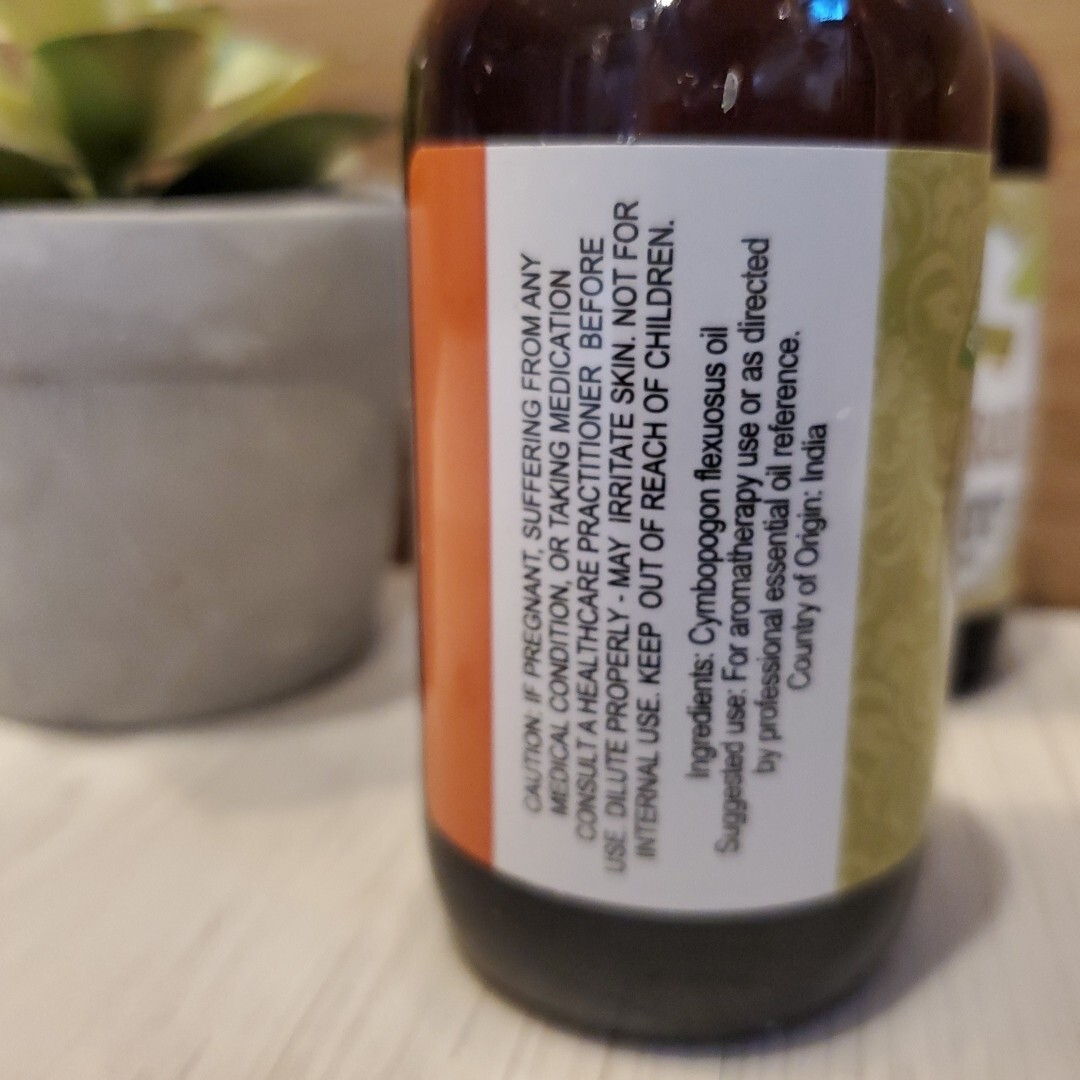 CAUTION: IF PREGNANT, SUFFERING FROM ANY
MEDICAL CONDITION, OR TAKING MEDICATION
CONSULT A HEALTHCARE PRACTITIONER BEFORE
USE. DILUTE PROPERLY - MAY IRRITATE SKIN. NOT FOR
INTERNAL USE. KEEP OUT OF REACH OF CHILDREN.
Ingredients: Cymbopogon flexuosus oil
Suggested use: For aromatherapy use or as directed
by professional essential oil reference.
Country of Origin: India